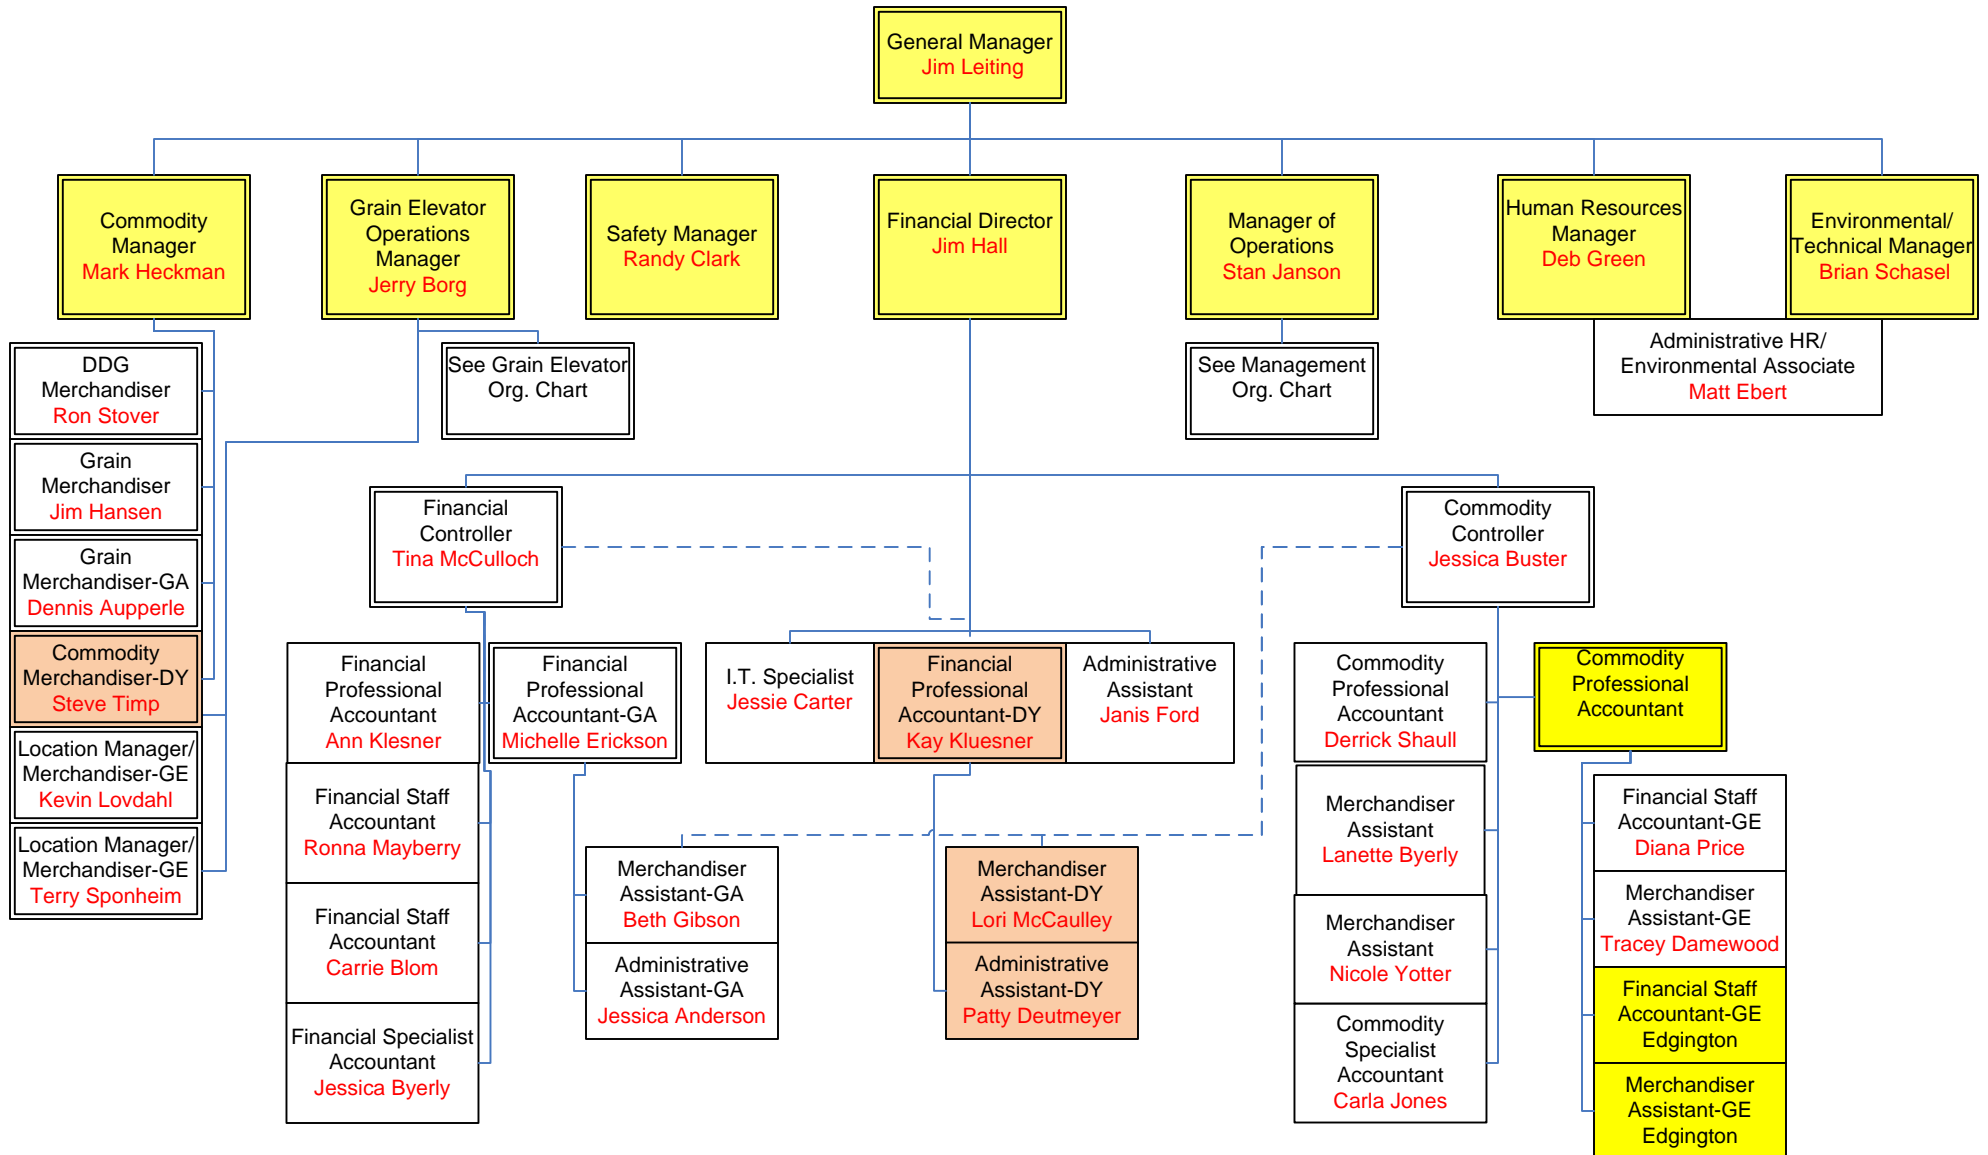 General Manager
Jim Leiting
Commodity
Manager
Mark Heckman
Grain Elevator
Operations
Manager
Jerry Borg
Safety Manager
Randy Clark
Financial Director
Jim Hall
Manager of
Operations
Stan Janson
Human Resources
Manager
Deb Green
Environmental/
Technical Manager
Brian Schasel
DDG
Merchandiser
Ron Stover
Grain
Merchandiser
Jim Hansen
Grain
Merchandiser-GA
Dennis Aupperle
Commodity
Merchandiser-DY
Steve Timp
Location Manager/
Merchandiser-GE
Kevin Lovdahl
Location Manager/
Merchandiser-GE
Terry Sponheim
See Grain Elevator
Org. Chart
See Management
Org. Chart
Administrative HR/
Environmental Associate
Matt Ebert
Financial
Controller
Tina McCulloch
Commodity
Controller
Jessica Buster
Financial
Professional
Accountant
Ann Klesner
Financial Staff
Accountant
Ronna Mayberry
Financial Staff
Accountant
Carrie Blom
Financial Specialist
Accountant
Jessica Byerly
Financial
Professional
Accountant-GA
Michelle Erickson
Merchandiser
Assistant-GA
Beth Gibson
Administrative
Assistant-GA
Jessica Anderson
I.T. Specialist
Jessie Carter
Financial
Professional
Accountant-DY
Kay Kluesner
Administrative
Assistant
Janis Ford
Merchandiser
Assistant-DY
Lori McCaulley
Administrative
Assistant-DY
Patty Deutmeyer
Commodity
Professional
Accountant
Derrick Shaull
Merchandiser
Assistant
Lanette Byerly
Merchandiser
Assistant
Nicole Yotter
Commodity
Specialist
Accountant
Carla Jones
Commodity
Professional
Accountant
Financial Staff
Accountant-GE
Diana Price
Merchandiser
Assistant-GE
Tracey Damewood
Financial Staff
Accountant-GE
Edgington
Merchandiser
Assistant-GE
Edgington